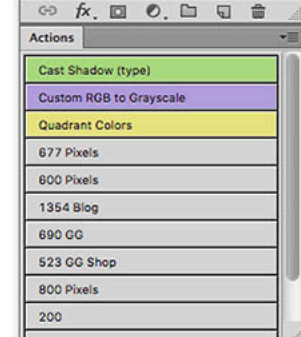 fx
Actions
Cast Shadow (type)
Custom RGB to Grayscale
Quadrant Colors
677 Pixels
600 Pixels
1354 Blog
690 GG
523 GG Shop
800 Pixels
200